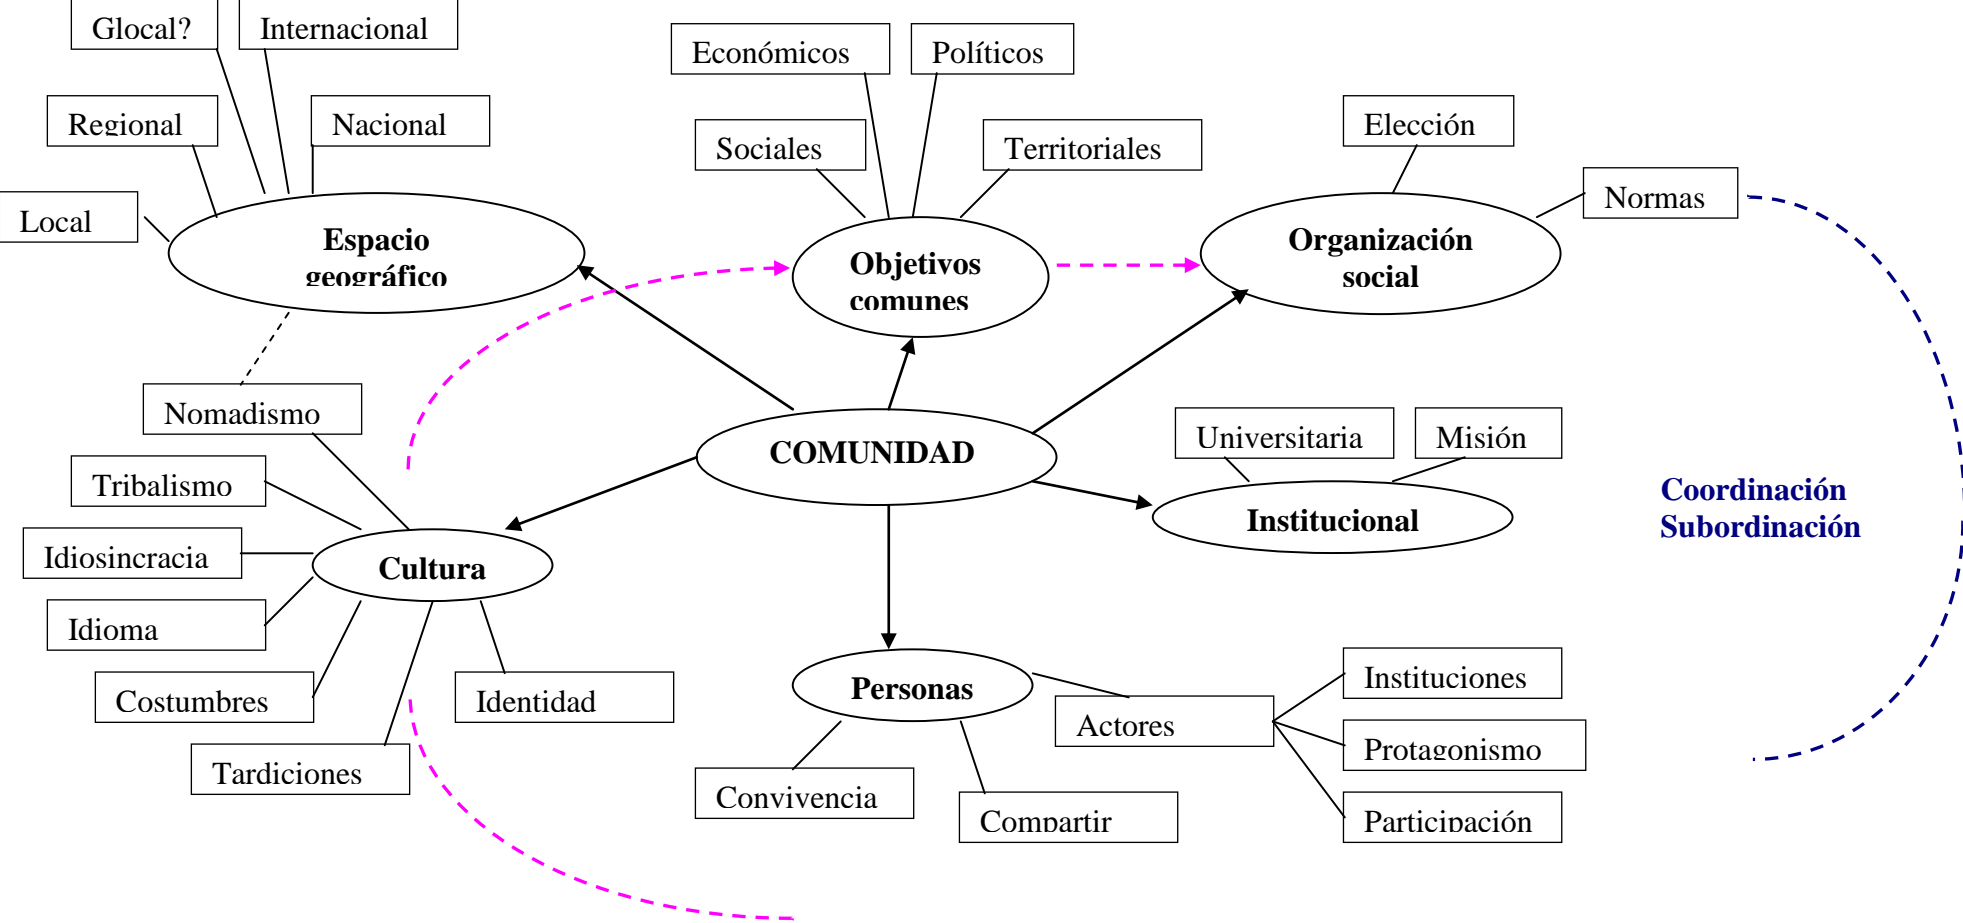 Glocal?
Internacional
Económicos
Políticos
Regional
Nacional
Sociales
Territoriales
Elección
Normas
Local
Espacio
geográfico
Objetivos
comunes
Organización
social
Nomadismo
COMUNIDAD
Universitaria
Misión
Tribalismo
Coordinación
Subordinación
Institucional
Idiosincracia
Cultura
Idioma
Costumbres
Identidad
Personas
Instituciones
Actores
Protagonismo
Tardiciones
Convivencia
Compartir
Participación